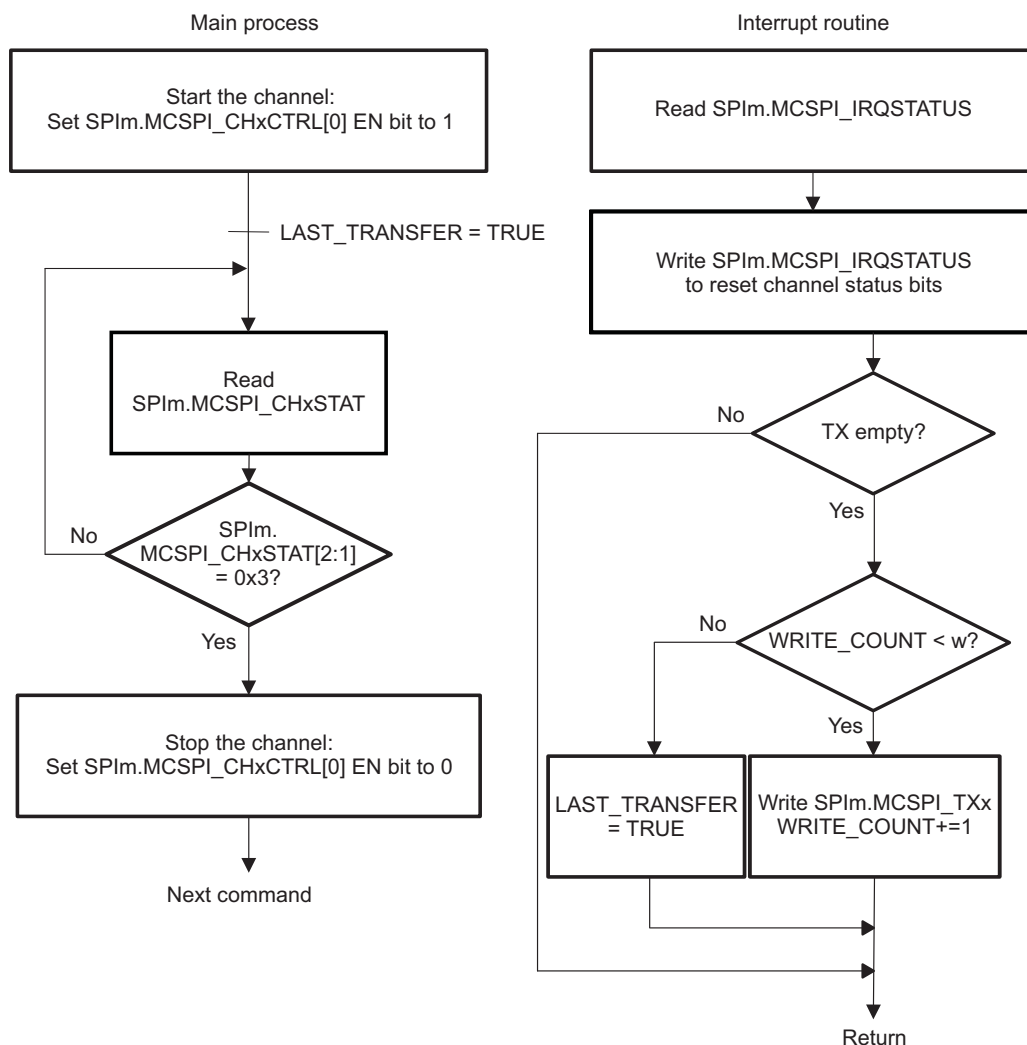 Main process
Start the channel:
Set SPIm.MCSPI_CHxCTRL[0] EN bit to 1
LAST_TRANSFER = TRUE
Read
SPIm.MCSPI_CHxSTAT
No
SPIm.
MCSPI_CHxSTAT[2:1]
= 0x3?
Yes
Stop the channel:
Set SPIm.MCSPI_CHxCTRL[0] EN bit to 0
Next command
Interrupt routine
Read SPIm.MCSPI_IRQSTATUS
Write SPIm.MCSPI_IRQSTATUS
to reset channel status bits
No
TX empty?
Yes
No
WRITE_COUNT < w?
Yes
LAST_TRANSFER
= TRUE
Write SPIm.MCSPI_TXx
WRITE_COUNT+=1
Return